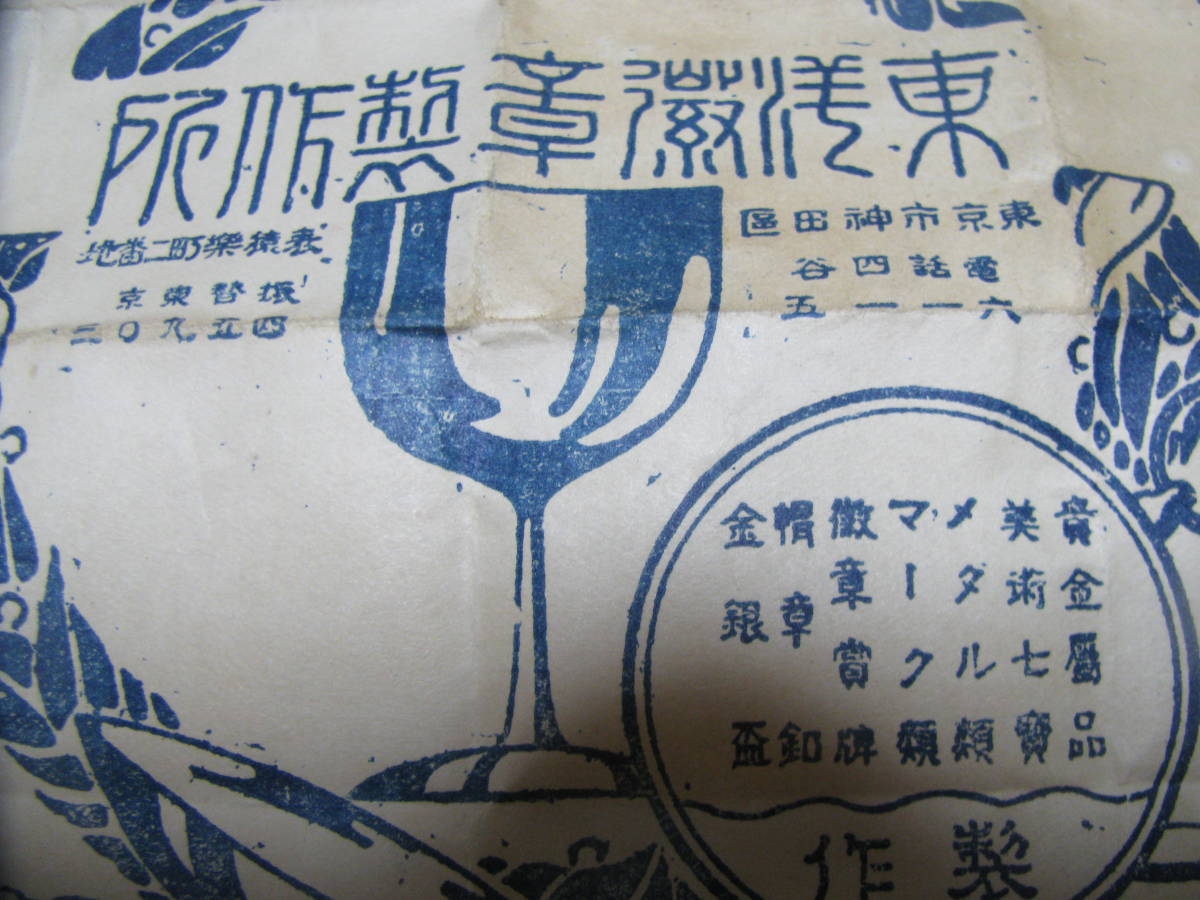 東浅徽章製作所
東京市神田區
電話四谷
六一一五
表猿樂町二番地
振替東京
四五九〇三
貴金屬品
美術七寶
メダル類
マーク類
徽章賞牌
帽章釦
金銀盃
製作